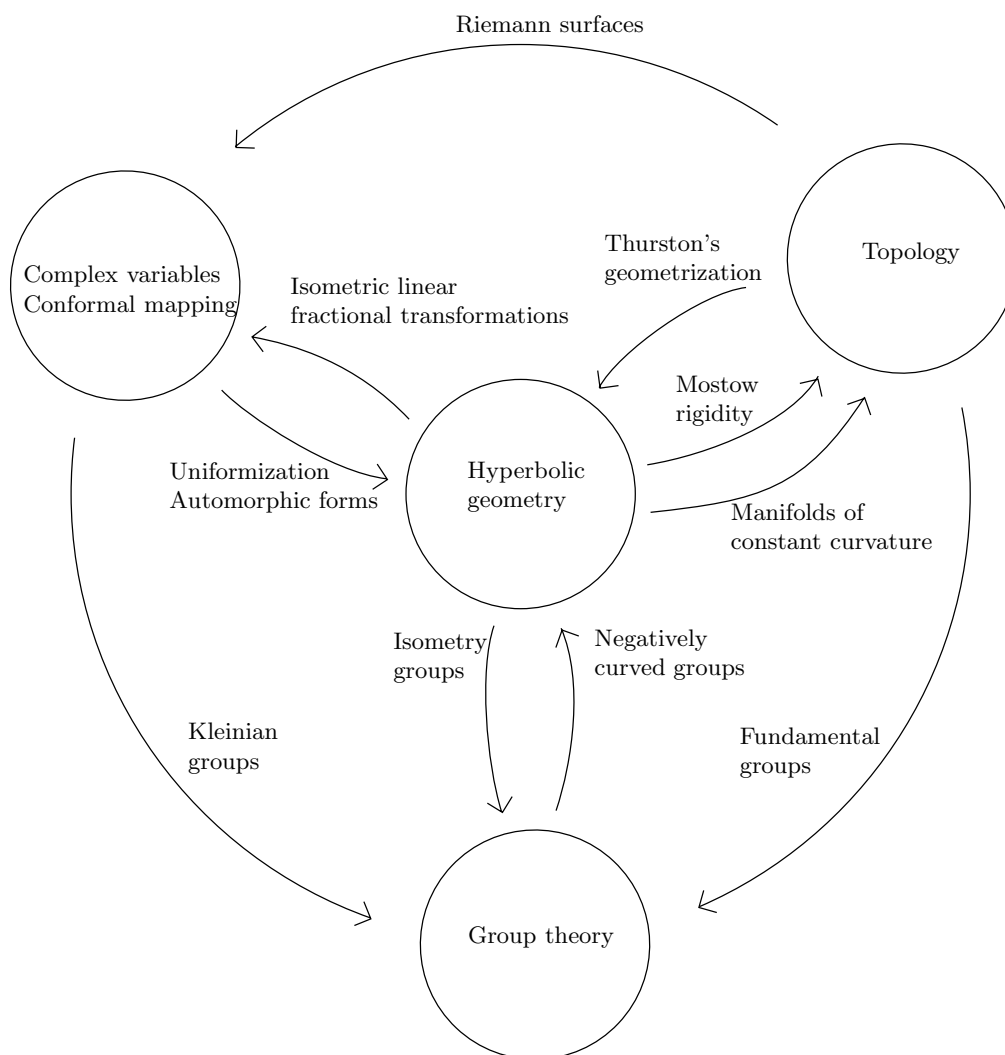 Riemann surfaces
Thurston's
geometrization
Topology
Complex variables
Conformal mapping
Isometric linear
fractional transformations
Mostow
rigidity
Uniformization
Automorphic forms
Hyperbolic
geometry
Manifolds of
constant curvature
Isometry
groups
Negatively
curved groups
Kleinian
groups
Fundamental
groups
Group theory